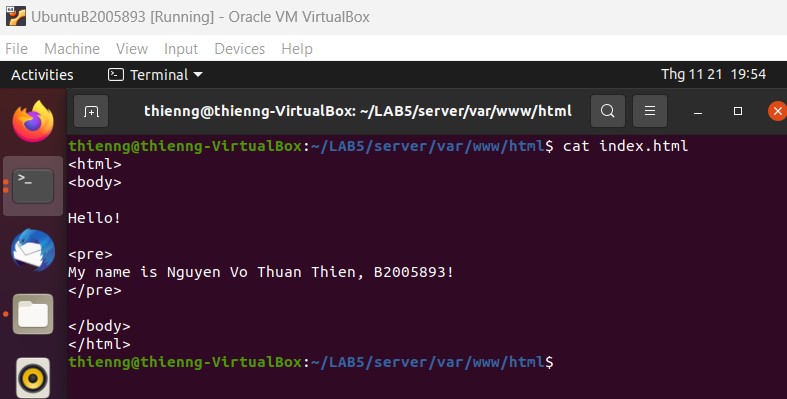 UbuntuB2005893 [Running] - Oracle VM VirtualBox
File Machine View Input Devices Help
Activities Terminal Thg 11 21 19:54
thienng@thienng-VirtualBox: ~/LAB5/server/var/www/html
thienng@thienng-VirtualBox:~/LAB5/server/var/www/html$ cat index.html
<html>
<body>
Hello!
<pre>
My name is Nguyen Vo Thuan Thien, B2005893!
</pre>
</body>
</html>
thienng@thienng-VirtualBox:~/LAB5/server/var/www/html$